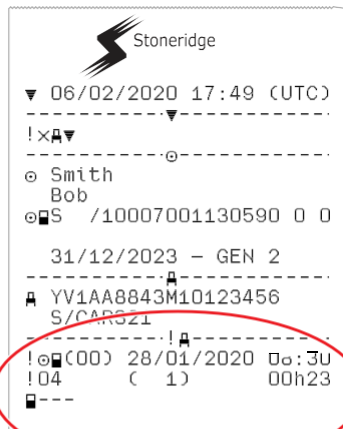 Stoneridge
▼ 06/02/2020 17:49 (UTC)
--------------▼--------------
!×▼
--------------⊙--------------
⊙ Smith
Bob
⊙S /10007001130590 0 0
31/12/2023 – GEN 2
YV1AA8843M10123456
S/CARS21
--------------!--------------
!⊙(00) 28/01/2020
!04 ( 1) 00h23
---